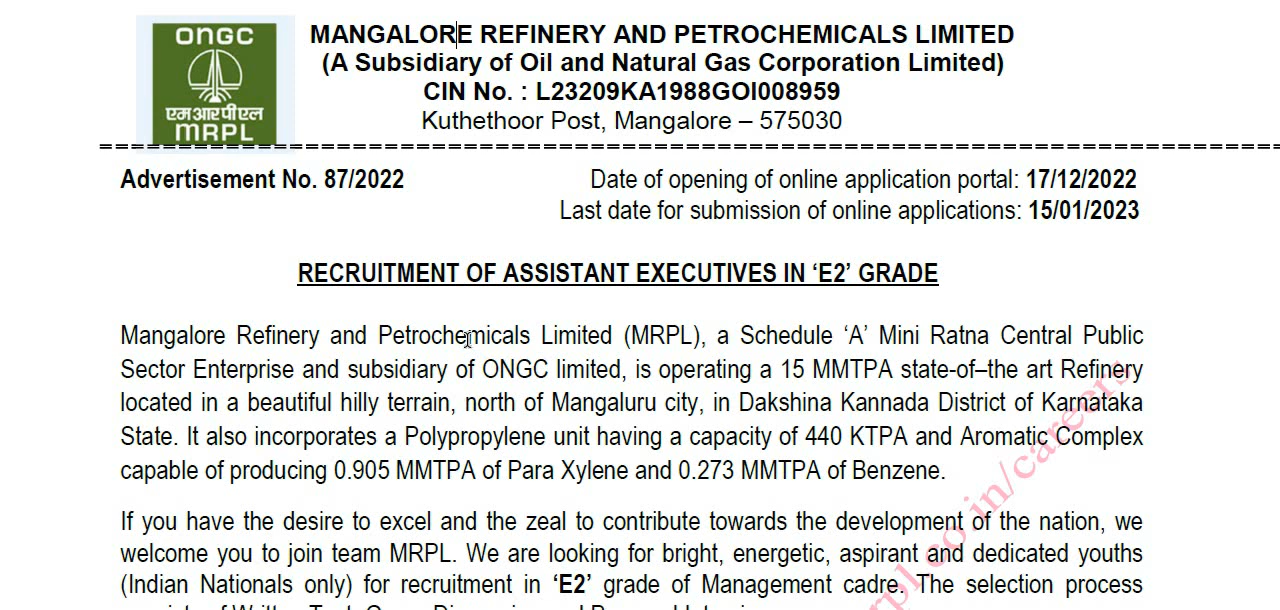 ONGC
एमआरपीएल
MRPL
MANGALORE REFINERY AND PETROCHEMICALS LIMITED
(A Subsidiary of Oil and Natural Gas Corporation Limited)
CIN No. : L23209KA1988GOI008959
Kuthethoor Post, Mangalore – 575030
Advertisement No. 87/2022
Date of opening of online application portal: 17/12/2022
Last date for submission of online applications: 15/01/2023
RECRUITMENT OF ASSISTANT EXECUTIVES IN ‘E2’ GRADE
Mangalore Refinery and Petrochemicals Limited (MRPL), a Schedule ‘A’ Mini Ratna Central Public
Sector Enterprise and subsidiary of ONGC limited, is operating a 15 MMTPA state-of–the art Refinery
located in a beautiful hilly terrain, north of Mangaluru city, in Dakshina Kannada District of Karnataka
State. It also incorporates a Polypropylene unit having a capacity of 440 KTPA and Aromatic Complex
capable of producing 0.905 MMTPA of Para Xylene and 0.273 MMTPA of Benzene.
If you have the desire to excel and the zeal to contribute towards the development of the nation, we
welcome you to join team MRPL. We are looking for bright, energetic, aspirant and dedicated youths
(Indian Nationals only) for recruitment in ‘E2’ grade of Management cadre. The selection process
rpl.co.in/careers